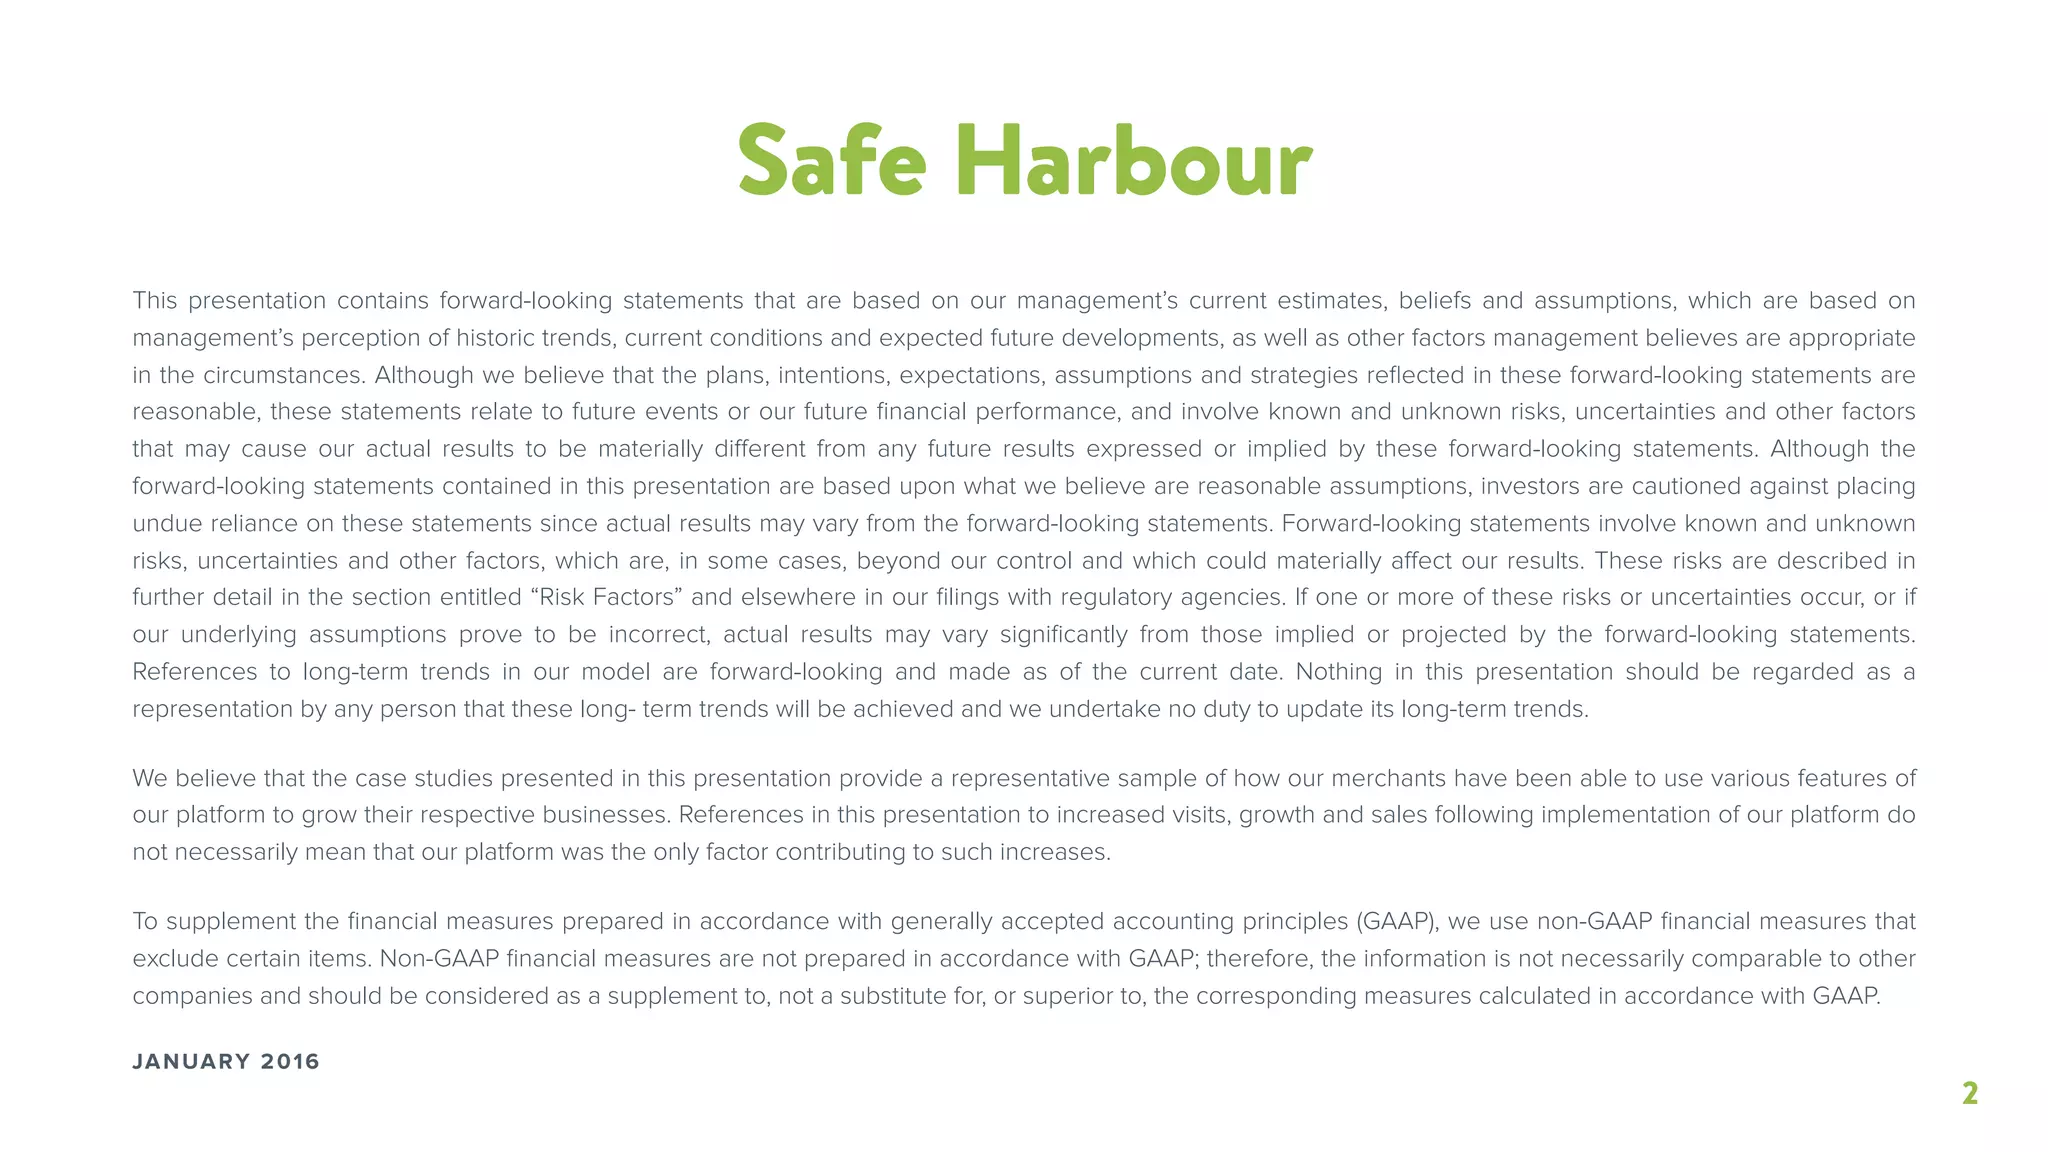 Safe Harbour
This presentation contains forward-looking statements that are based on our management’s current estimates, beliefs and assumptions, which are based on
management’s perception of historic trends, current conditions and expected future developments, as well as other factors management believes are appropriate
in the circumstances. Although we believe that the plans, intentions, expectations, assumptions and strategies reflected in these forward-looking statements are
reasonable, these statements relate to future events or our future financial performance, and involve known and unknown risks, uncertainties and other factors
that may cause our actual results to be materially different from any future results expressed or implied by these forward-looking statements. Although the
forward-looking statements contained in this presentation are based upon what we believe are reasonable assumptions, investors are cautioned against placing
undue reliance on these statements since actual results may vary from the forward-looking statements. Forward-looking statements involve known and unknown
risks, uncertainties and other factors, which are, in some cases, beyond our control and which could materially affect our results. These risks are described in
further detail in the section entitled “Risk Factors” and elsewhere in our filings with regulatory agencies. If one or more of these risks or uncertainties occur, or if
our underlying assumptions prove to be incorrect, actual results may vary significantly from those implied or projected by the forward-looking statements.
References to long-term trends in our model are forward-looking and made as of the current date. Nothing in this presentation should be regarded as a
representation by any person that these long- term trends will be achieved and we undertake no duty to update its long-term trends.
We believe that the case studies presented in this presentation provide a representative sample of how our merchants have been able to use various features of
our platform to grow their respective businesses. References in this presentation to increased visits, growth and sales following implementation of our platform do
not necessarily mean that our platform was the only factor contributing to such increases.
To supplement the financial measures prepared in accordance with generally accepted accounting principles (GAAP), we use non-GAAP financial measures that
exclude certain items. Non-GAAP financial measures are not prepared in accordance with GAAP; therefore, the information is not necessarily comparable to other
companies and should be considered as a supplement to, not a substitute for, or superior to, the corresponding measures calculated in accordance with GAAP.
JANUARY 2016
2